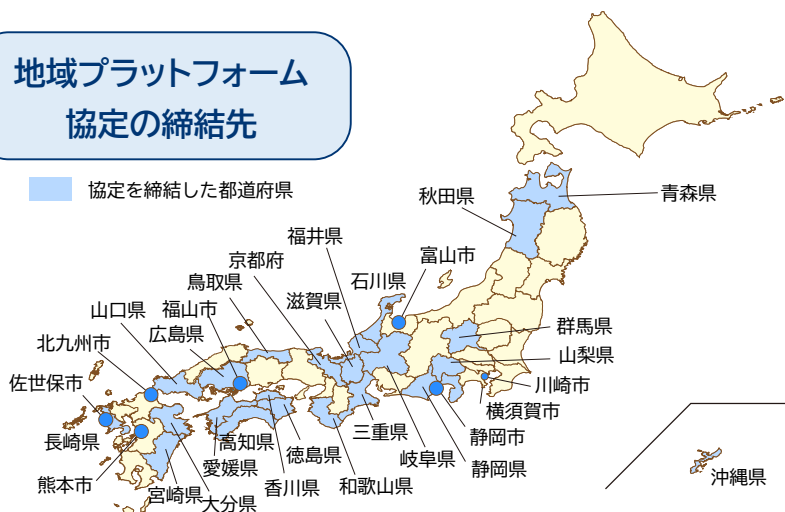 地域プラットフォーム
協定の締結先
協定を締結した都道府県
青森県
秋田県
福井県
京都府
富山市
鳥取県
石川県
滋賀県
山口県
福山市
広島県
群馬県
北九州市
山梨県
佐世保市
川崎市
横須賀市
長崎県
高知県
三重県
静岡市
徳島県
岐阜県
愛媛県
静岡県
沖縄県
熊本市
宮崎県
大分県
香川県
和歌山県